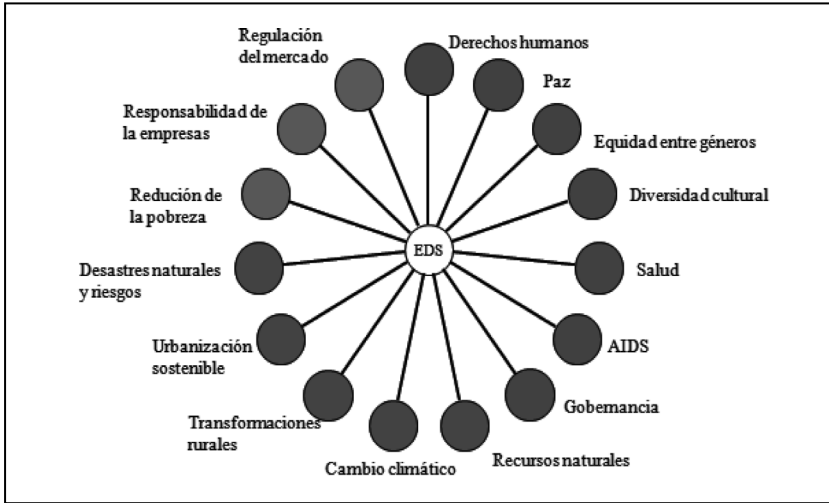 Regulación
del mercado
Derechos humanos
Paz
Responsabilidad de
la empresas
Equidad entre géneros
Redución de
la pobreza
Diversidad cultural
EDS
Desastres naturales
y riesgos
Salud
Urbanización
sostenible
AIDS
Transformaciones
rurales
Gobernancia
Cambio climático
Recursos naturales